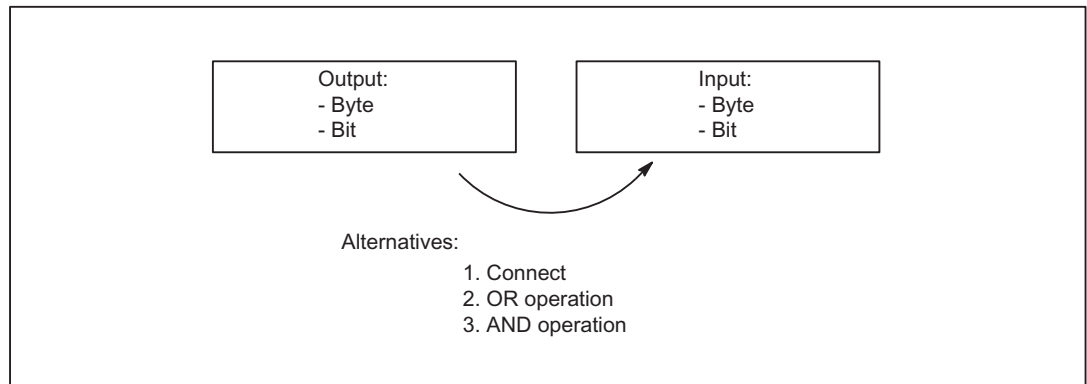 Output:
- Byte
- Bit
Input:
- Byte
- Bit
Alternatives:
1. Connect
2. OR operation
3. AND operation